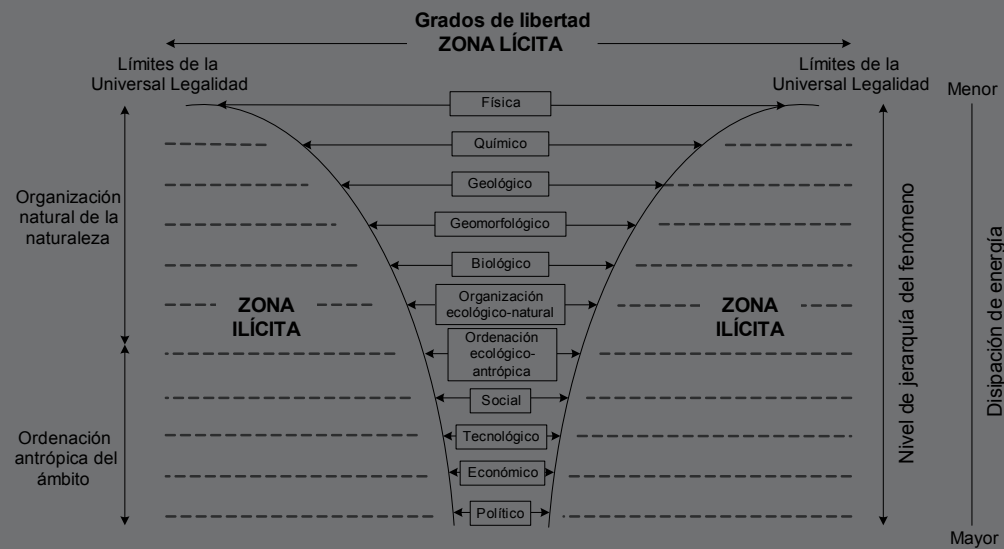 Grados de libertad
ZONA LÍCITA
Límites de la
Universal Legalidad
Límites de la
Universal Legalidad
Menor
Física
Químico
Geológico
Geomorfológico
Biológico
Organización
ecológico-natural
Ordenación
ecológico-
antrópica
Social
Tecnológico
Económico
Político
Organización
natural de la
naturaleza
Ordenación
antrópica del
ámbito
ZONA
ILÍCITA
ZONA
ILÍCITA
Nivel de jerarquía del fenómeno
Disipación de energía
Mayor